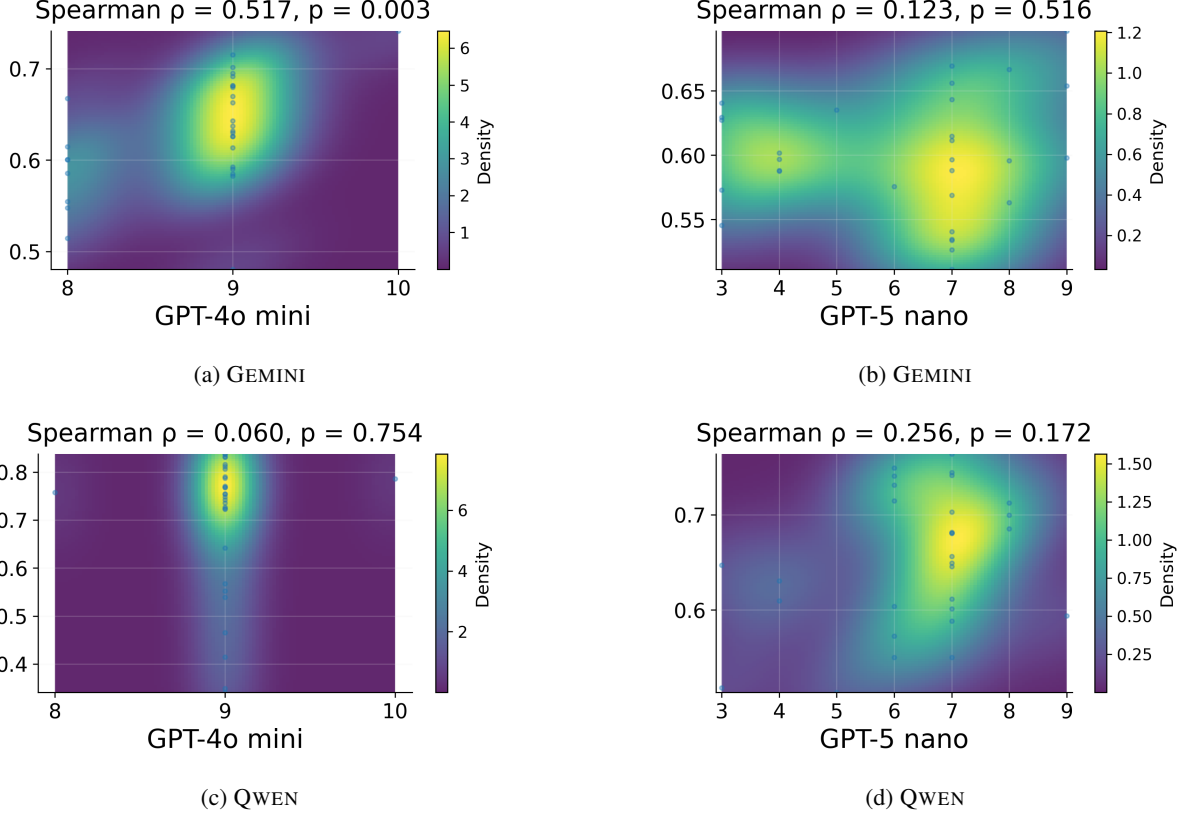 Spearman ρ = 0.517, p = 0.003
0.7
0.6
0.5
8 9 10
GPT-4o mini
6
5
4
3
2
1
Density
(a) GEMINI
Spearman ρ = 0.123, p = 0.516
0.65
0.60
0.55
3 4 5 6 7 8 9
GPT-5 nano
1.2
1.0
0.8
0.6
0.4
0.2
Density
(b) GEMINI
Spearman ρ = 0.060, p = 0.754
0.8
0.7
0.6
0.5
0.4
8 9 10
GPT-4o mini
6
4
2
Density
(c) QWEN
Spearman ρ = 0.256, p = 0.172
0.7
0.6
3 4 5 6 7 8 9
GPT-5 nano
1.50
1.25
1.00
0.75
0.50
0.25
Density
(d) QWEN